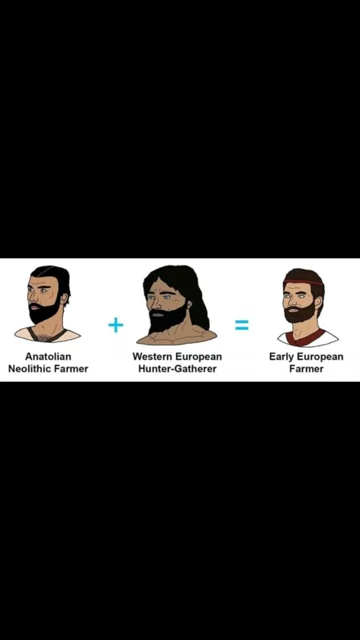 Anatolian
Neolithic Farmer
+
Western European
Hunter-Gatherer
=
Early European
Farmer